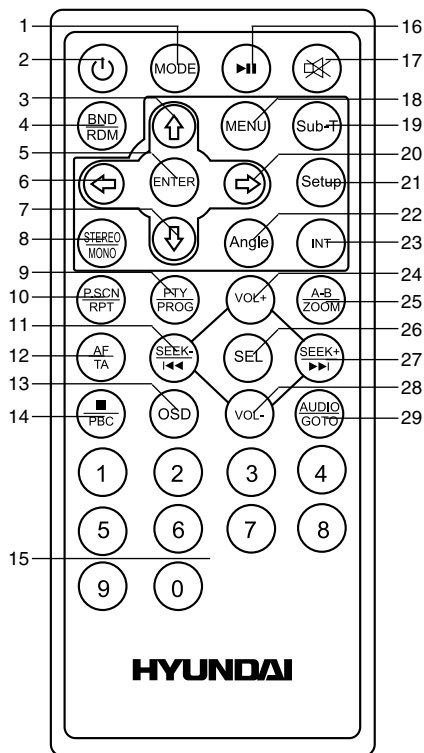 1
2
3
4
5
6
7
8
9
10
11
12
13
14
15
16
17
18
19
20
21
22
23
24
25
26
27
28
29
MODE
BND
RDM
MENU
Sub-T
ENTER
Setup
STEREO
MONO
Angle
INT
P.SCN
RPT
PTY
PROG
VOL+
A-B
ZOOM
AF
TA
SEEK-
SEL
SEEK+
PBC
OSD
VOL-
AUDIO
GOTO
1 2 3 4
5 6 7 8
9 0
HYUNDAI